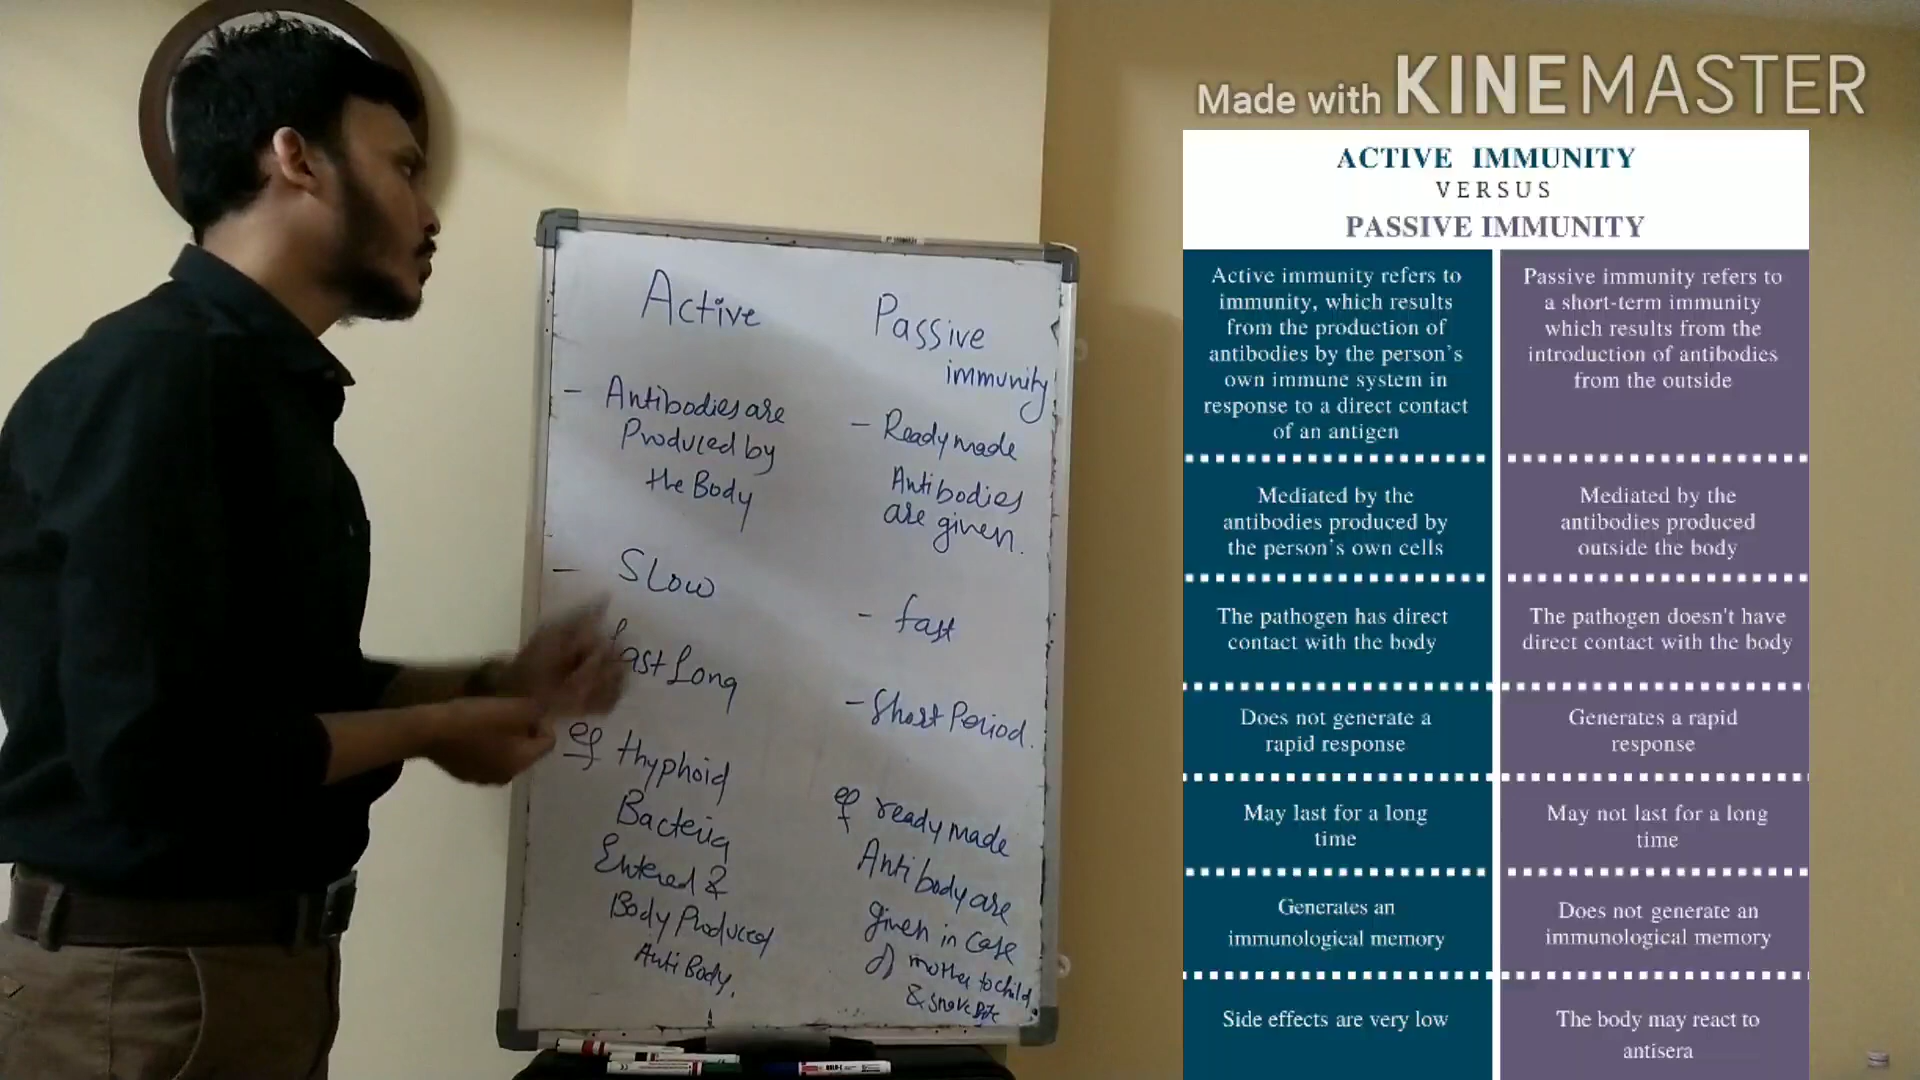 Made with KINEMASTER
ACTIVE IMMUNITY
VERSUS
PASSIVE IMMUNITY
Active immunity refers to
immunity, which results
from the production of
antibodies by the person's
own immune system in
response to a direct contact
of an antigen
Passive immunity refers to
a short-term immunity
which results from the
introduction of antibodies
from the outside
Mediated by the
antibodies produced by
the person's own cells
Mediated by the
antibodies produced
outside the body
The pathogen has direct
contact with the body
The pathogen doesn't have
direct contact with the body
Does not generate a
rapid response
Generates a rapid
response
May last for a long
time
May not last for a long
time
Generates an
immunological memory
Does not generate an
immunological memory
Side effects are very low
The body may react to
antisera
Active
- Antibodies are
Produced by
the Body
- Slow
Last Long
eg thyphoid
Bacteria
Entered &
Body Produced
AntiBody.
Passive
immunity
- Readymade
Antibodies
are given.
- fast
- Short Period.
eg readymade
Antibody are
given in case
of mother to child
& snake Bite